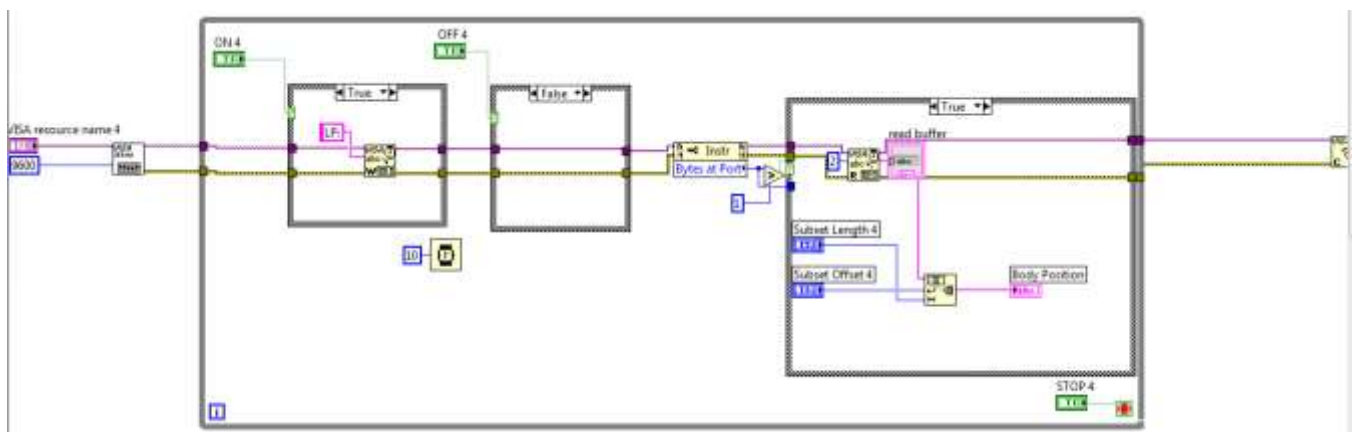 ON 4
OFF 4
True
False
True
VISA resource name 4
9600
LF
read buffer
Instr
Bytes at Port
2
abc
Subset Length 4
Subset Offset 4
10
Body Position
STOP 4
i